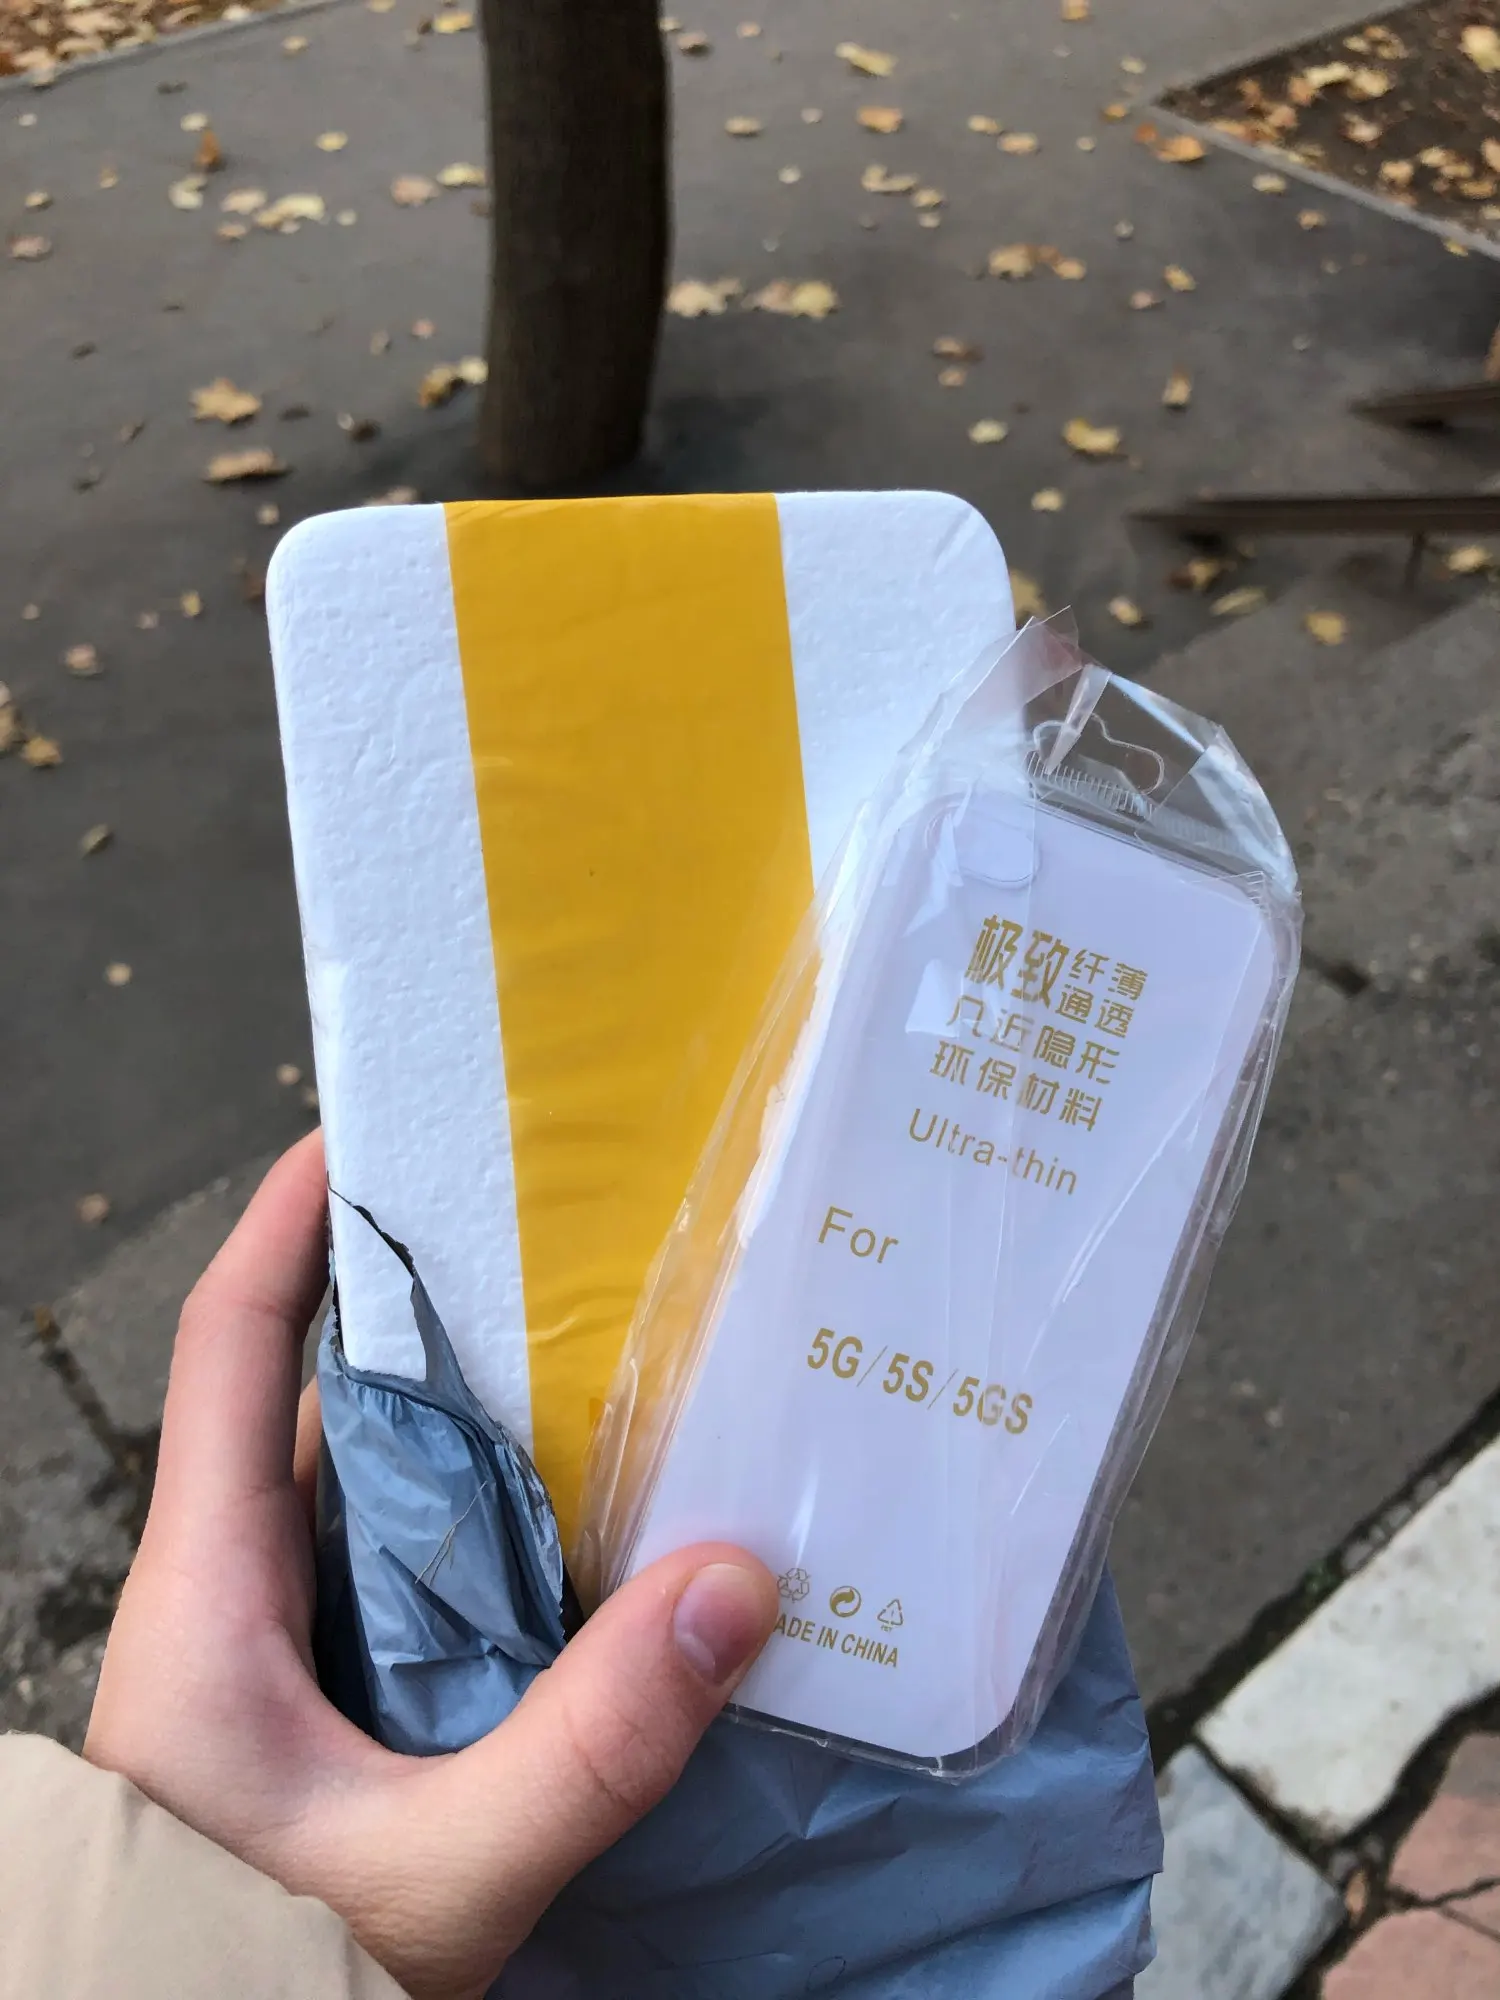 极致纤薄
通透
几近隐形
环保材料
Ultra-thin
For
5G/5S/5GS
PET
ADE IN CHINA